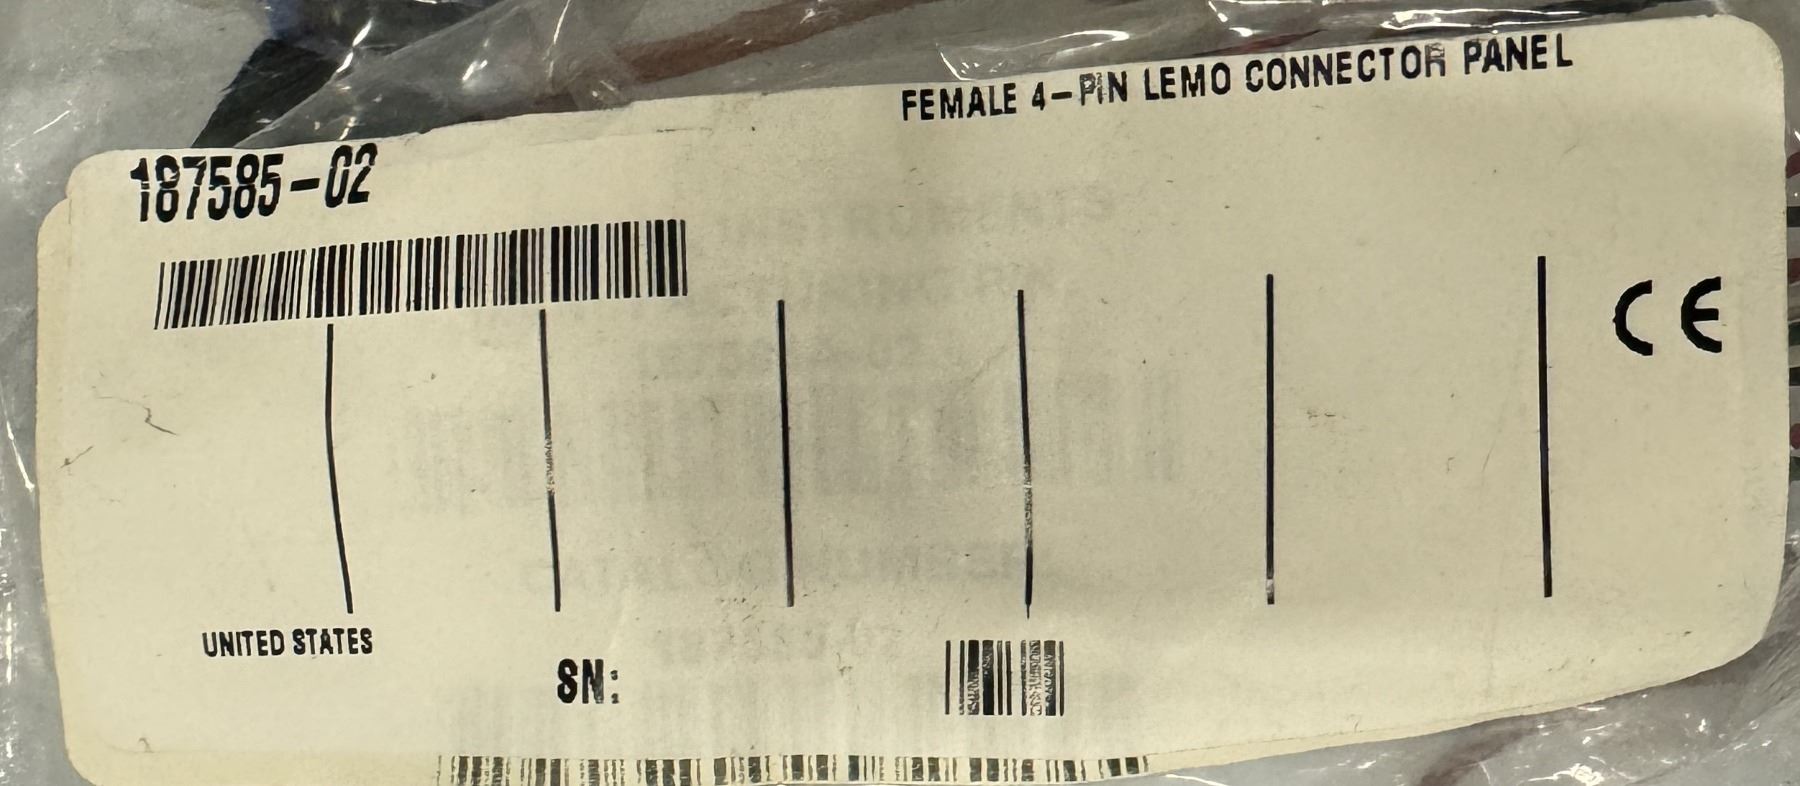 FEMALE 4-PIN LEMO CONNECTOR PANEL
187585-02
CE
UNITED STATES
SN: